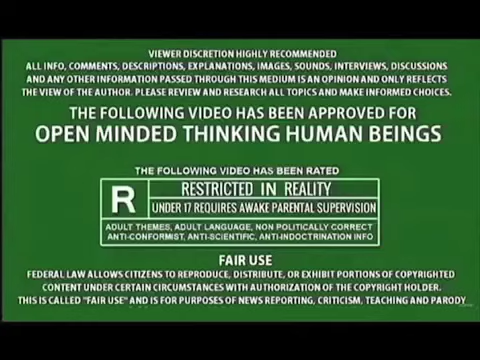 VIEWER DISCRETION HIGHLY RECOMMENDED
ALL INFO, COMMENTS, DESCRIPTIONS, EXPLANATIONS, IMAGES, SOUNDS, INTERVIEWS, DISCUSSIONS
AND ANY OTHER INFORMATION PASSED THROUGH THIS MEDIUM IS AN OPINION AND ONLY REFLECTS
THE VIEW OF THE AUTHOR. PLEASE REVIEW AND RESEARCH ALL TOPICS AND MAKE INFORMED CHOICES.
THE FOLLOWING VIDEO HAS BEEN APPROVED FOR
OPEN MINDED THINKING HUMAN BEINGS
THE FOLLOWING VIDEO HAS BEEN RATED
R
RESTRICTED IN REALITY
UNDER 17 REQUIRES AWAKE PARENTAL SUPERVISION
ADULT THEMES, ADULT LANGUAGE, NON POLITICALLY CORRECT
ANTI-CONFORMIST, ANTI-SCIENTIFIC, ANTI-INDOCTRINATION INFO
FAIR USE
FEDERAL LAW ALLOWS CITIZENS TO REPRODUCE, DISTRIBUTE, OR EXHIBIT PORTIONS OF COPYRIGHTED
CONTENT UNDER CERTAIN CIRCUMSTANCES WITH AUTHORIZATION OF THE COPYRIGHT HOLDER.
THIS IS CALLED "FAIR USE" AND IS FOR PURPOSES OF NEWS REPORTING, CRITICISM, TEACHING AND PARODY